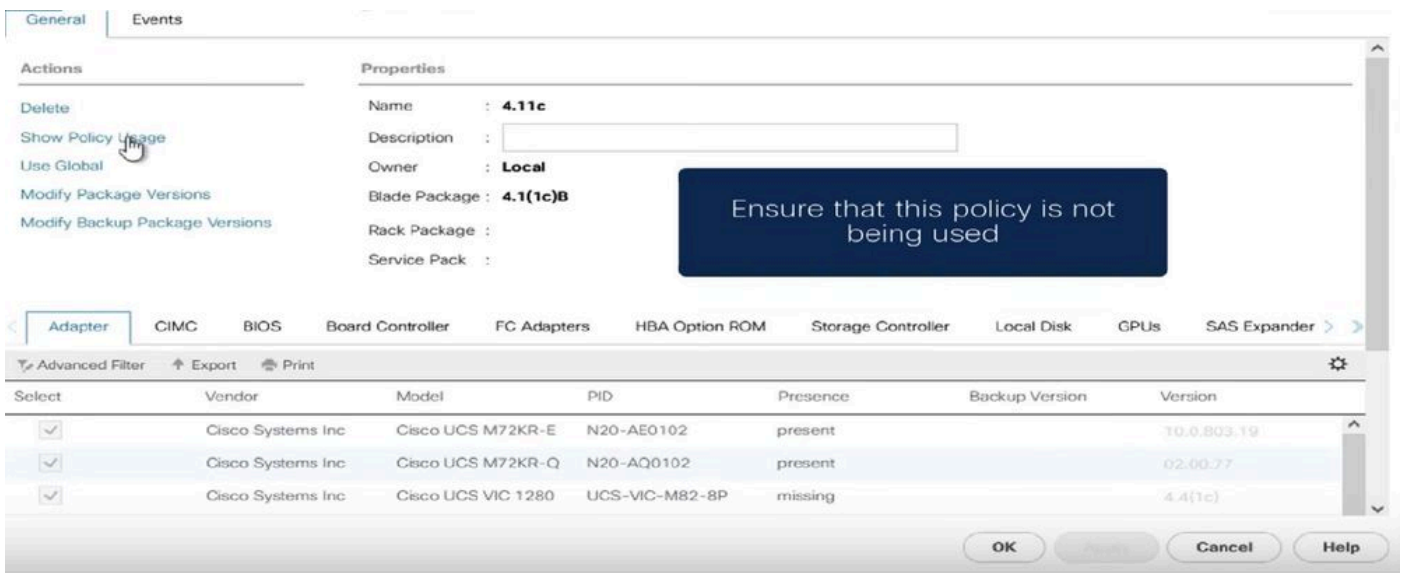 General Events
Actions
Properties
Delete
Name : 4.11c
Show Policy Usage
Description :
Use Global
Owner : Local
Modify Package Versions
Blade Package : 4.1(1c)B
Modify Backup Package Versions
Rack Package :
Service Pack :
Ensure that this policy is not
being used
Adapter CIMC BIOS Board Controller FC Adapters HBA Option ROM Storage Controller Local Disk GPUs SAS Expander
Advanced Filter Export Print
Select Vendor Model PID Presence Backup Version Version
Cisco Systems Inc Cisco UCS M72KR-E N20-AE0102 present 10.0.803.19
Cisco Systems Inc Cisco UCS M72KR-Q N20-AQ0102 present 02.00.77
Cisco Systems Inc Cisco UCS VIC 1280 UCS-VIC-M82-8P missing 4.4(1c)
OK Cancel Help